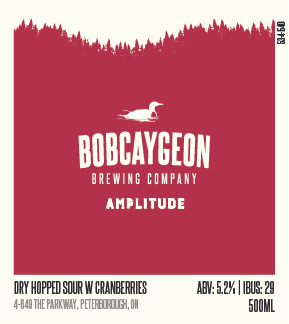 BOBCAYGEON
BREWING COMPANY
AMPLITUDE
DRY HOPPED SOUR W CRANBERRIES
ABV: 5.2% | IBUS: 29
4-649 THE PARKWAY, PETERBOROUGH, ON
500ML